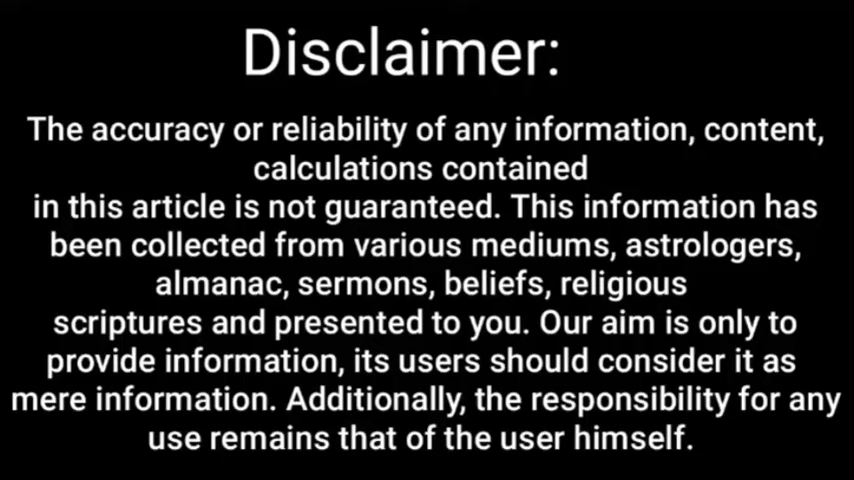 Disclaimer:
The accuracy or reliability of any information, content,
calculations contained
in this article is not guaranteed. This information has
been collected from various mediums, astrologers,
almanac, sermons, beliefs, religious
scriptures and presented to you. Our aim is only to
provide information, its users should consider it as
mere information. Additionally, the responsibility for any
use remains that of the user himself.